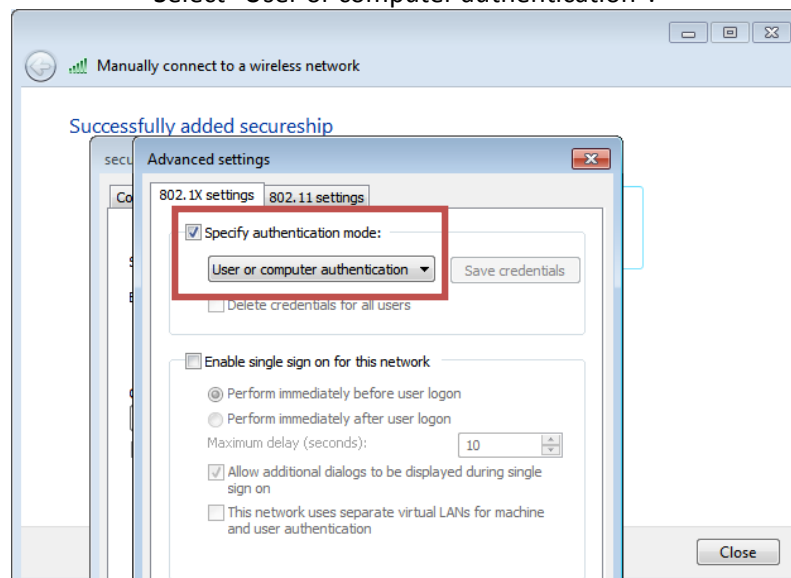 Select "User or computer authentication".
Manually connect to a wireless network
Successfully added secureship
secu
Advanced settings
Co
802.1X settings
802.11 settings
Specify authentication mode:
User or computer authentication
Save credentials
Delete credentials for all users
Enable single sign on for this network
Perform immediately before user logon
Perform immediately after user logon
Maximum delay (seconds):
10
Allow additional dialogs to be displayed during single
sign on
This network uses separate virtual LANs for machine
and user authentication
Close